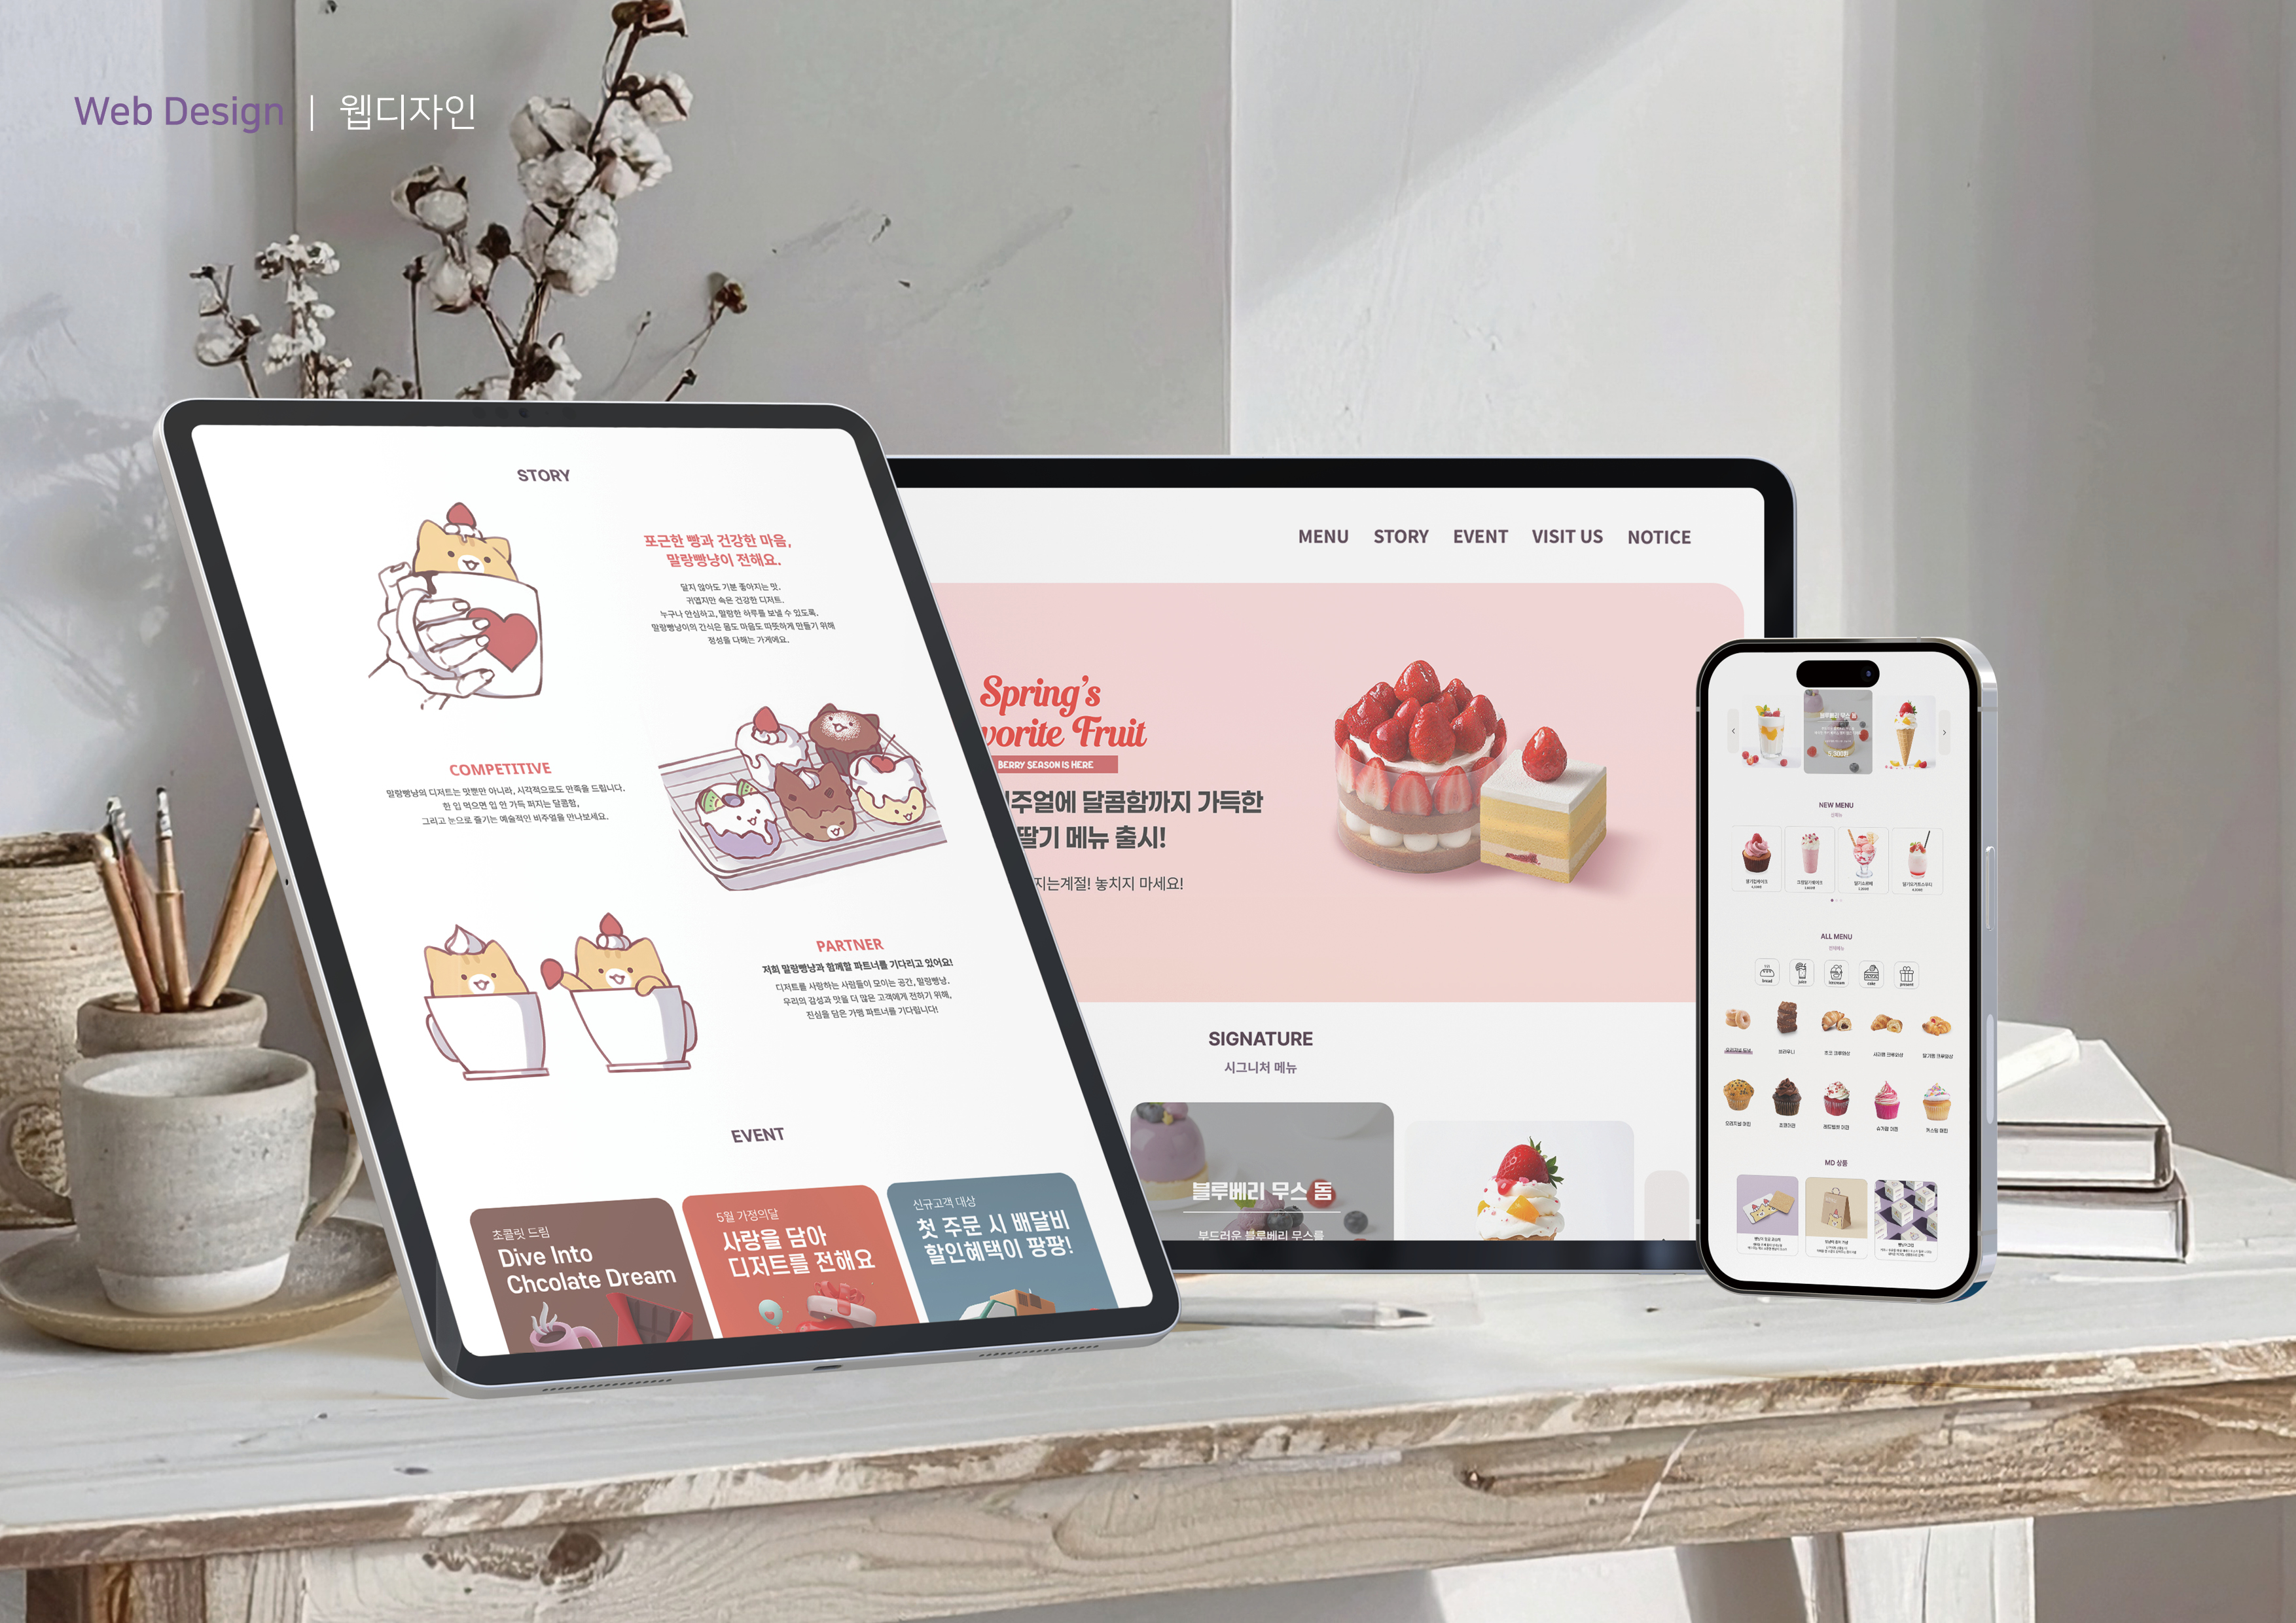 Web Design | 웹디자인
STORY
포근한 빵과 건강한 마음,
말랑빵냥이 전해요.
달지 않아도 기분 좋아지는 맛,
귀엽지만 속은 건강한 디저트.
누구나 안심하고, 말랑한 하루를 보낼 수 있도록,
말랑빵냥이의 간식은 몸도 마음도 따뜻하게 만들기 위해
정성을 다해는 가게에요.
COMPETITIVE
말랑빵냥의 디저트는 맛뿐만 아니라, 시각적으로도 만족을 드립니다.
한 입 먹으면 입 안 가득 퍼지는 달콤함,
그리고 눈으로 즐기는 예술적인 비주얼을 만나보세요.
PARTNER
저희 말랑빵냥과 함께할 파트너를 기다리고 있어요!
디저트를 사랑하는 사람들이 모이는 공간, 말랑빵냥.
우리의 감성과 맛을 더 많은 고객에게 전하기 위해,
진심을 담은 가맹 파트너를 기다립니다!
EVENT
초콜릿 드림
Dive Into
Chcolate Dream
5월 가정의달
사랑을 담아
디저트를 전해요
신규고객 대상
첫 주문 시 배달비
할인혜택이 팡팡!
MENU STORY EVENT VISIT US NOTICE
Spring's
vorite Fruit
BERRY SEASON IS HERE
주얼에 달콤함까지 가득한
딸기 메뉴 출시!
지는계절! 놓치지 마세요!
SIGNATURE
시그니처 메뉴
블루베리 무스 돔
부드러운 블루베리 무스를
블루베리 무스 돔
NEW MENU
ALL MENU
bread juice icecream cake present
MD 상품